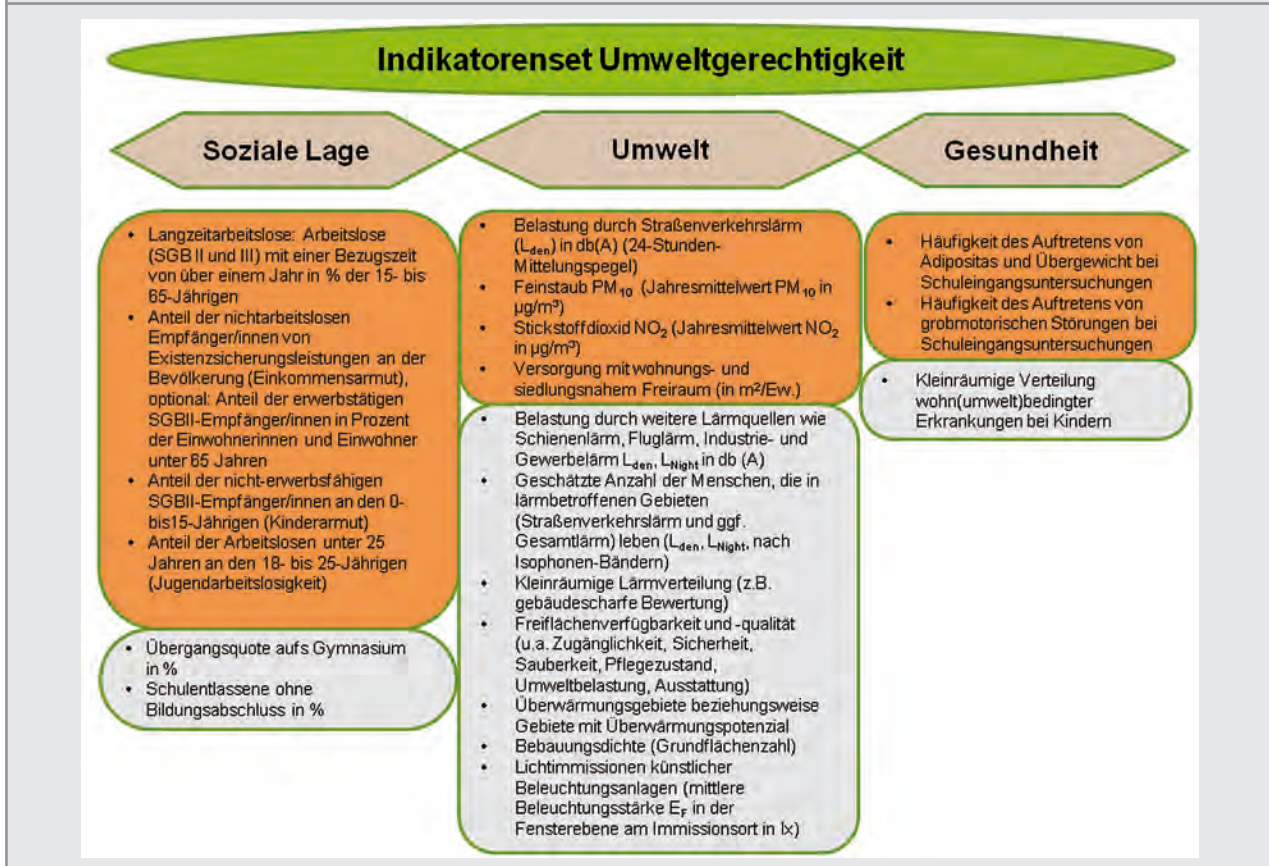 Indikatorenset Umweltgerechtigkeit
Soziale Lage
Umwelt
Gesundheit
• Langzeitarbeitslose: Arbeitslose
(SGB II und III) mit einer Bezugszeit
von über einem Jahr in % der 15- bis
65-Jährigen
• Anteil der nichtarbeitslosen
Empfänger/innen von
Existenzsicherungsleistungen an der
Bevölkerung (Einkommensarmut),
optional: Anteil der erwerbstätigen
SGBII-Empfänger/innen in Prozent
der Einwohnerinnen und Einwohner
unter 65 Jahren
• Anteil der nicht-erwerbsfähigen
SGBII-Empfänger/innen an den 0-
bis15-Jährigen (Kinderarmut)
• Anteil der Arbeitslosen unter 25
Jahren an den 18- bis 25-Jährigen
(Jugendarbeitslosigkeit)
• Übergangsquote aufs Gymnasium
in %
• Schulentlassene ohne
Bildungsabschluss in %
• Belastung durch Straßenverkehrslärm
(Lden) in db(A) (24-Stunden-
Mittelungspegel)
• Feinstaub PM10 (Jahresmittelwert PM10 in
µg/m³)
• Stickstoffdioxid NO2 (Jahresmittelwert NO2
in µg/m³)
• Versorgung mit wohnungs- und
siedlungsnahem Freiraum (in m²/Ew.)
• Belastung durch weitere Lärmquellen wie
Schienenlärm, Fluglärm, Industrie- und
Gewerbelärm Lden, LNight in db (A)
• Geschätzte Anzahl der Menschen, die in
lärmbetroffenen Gebieten
(Straßenverkehrslärm und ggf.
Gesamtlärm) leben (Lden, LNight, nach
Isophonen-Bändern)
• Kleinräumige Lärmverteilung (z.B.
gebäudescharfe Bewertung)
• Freiflächenverfügbarkeit und -qualität
(u.a. Zugänglichkeit, Sicherheit,
Sauberkeit, Pflegezustand,
Umweltbelastung, Ausstattung)
• Überwärmungsgebiete beziehungsweise
Gebiete mit Überwärmungspotenzial
• Bebauungsdichte (Grundflächenzahl)
• Lichtimmissionen künstlicher
Beleuchtungsanlagen (mittlere
Beleuchtungsstärke EF in der
Fensterebene am Immissionsort in lx)
• Häufigkeit des Auftretens von
Adipositas und Übergewicht bei
Schuleingangsuntersuchungen
• Häufigkeit des Auftretens von
grobmotorischen Störungen bei
Schuleingangsuntersuchungen
• Kleinräumige Verteilung
wohn(umwelt)bedingter
Erkrankungen bei Kindern